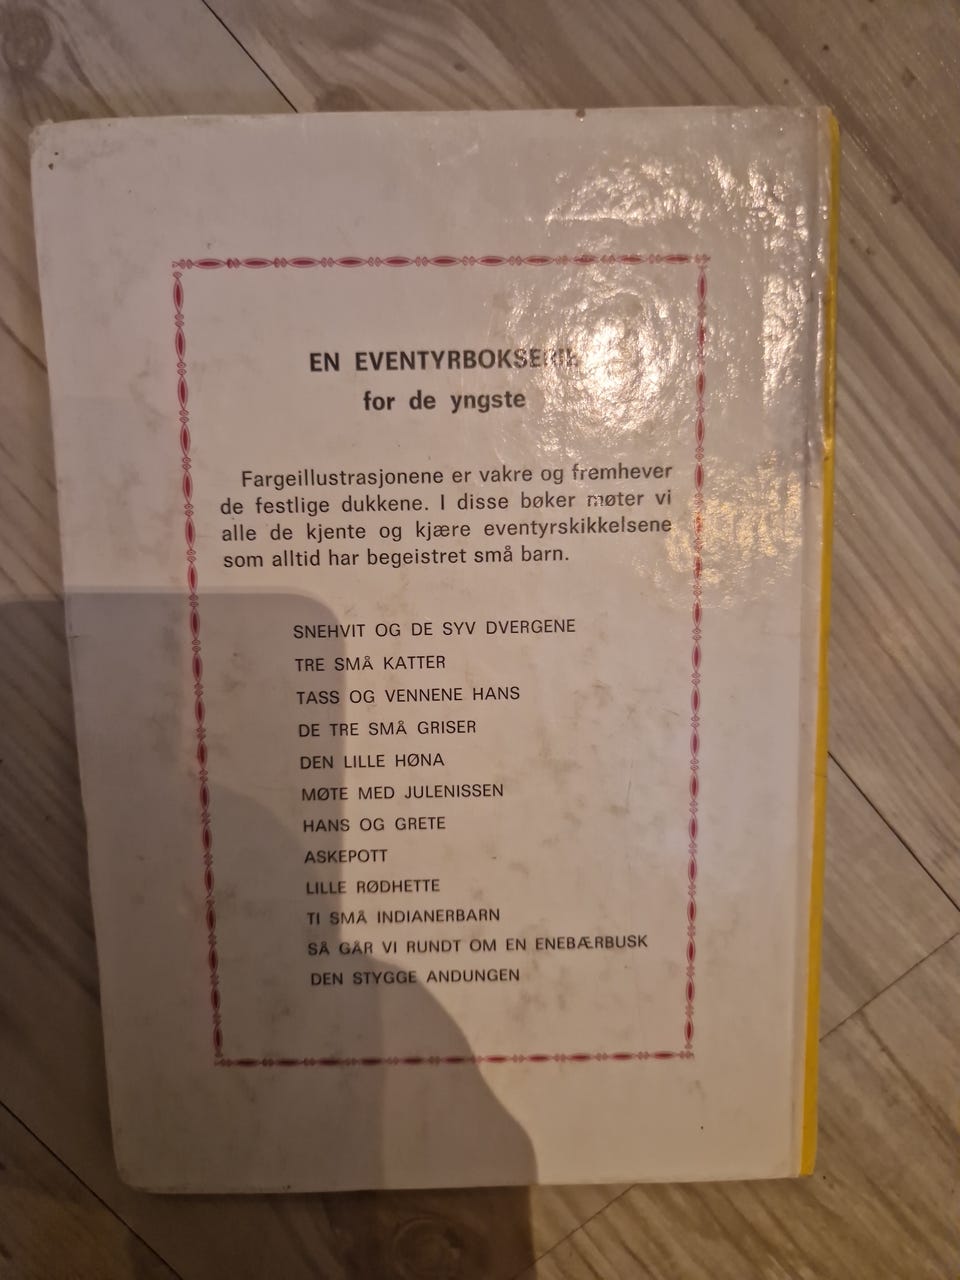 EN EVENTYRBOKSERIE
for de yngste
Fargeillustrasjonene er vakre og fremhever
de festlige dukkene. I disse bøker møter vi
alle de kjente og kjære eventyrskikkelsene
som alltid har begeistret små barn.
SNEHVIT OG DE SYV DVERGENE
TRE SMÅ KATTER
TASS OG VENNENE HANS
DE TRE SMÅ GRISER
DEN LILLE HØNA
MØTE MED JULENISSEN
HANS OG GRETE
ASKEPOTT
LILLE RØDHETTE
TI SMÅ INDIANERBARN
SÅ GÅR VI RUNDT OM EN ENEBÆRBUSK
DEN STYGGE ANDUNGEN